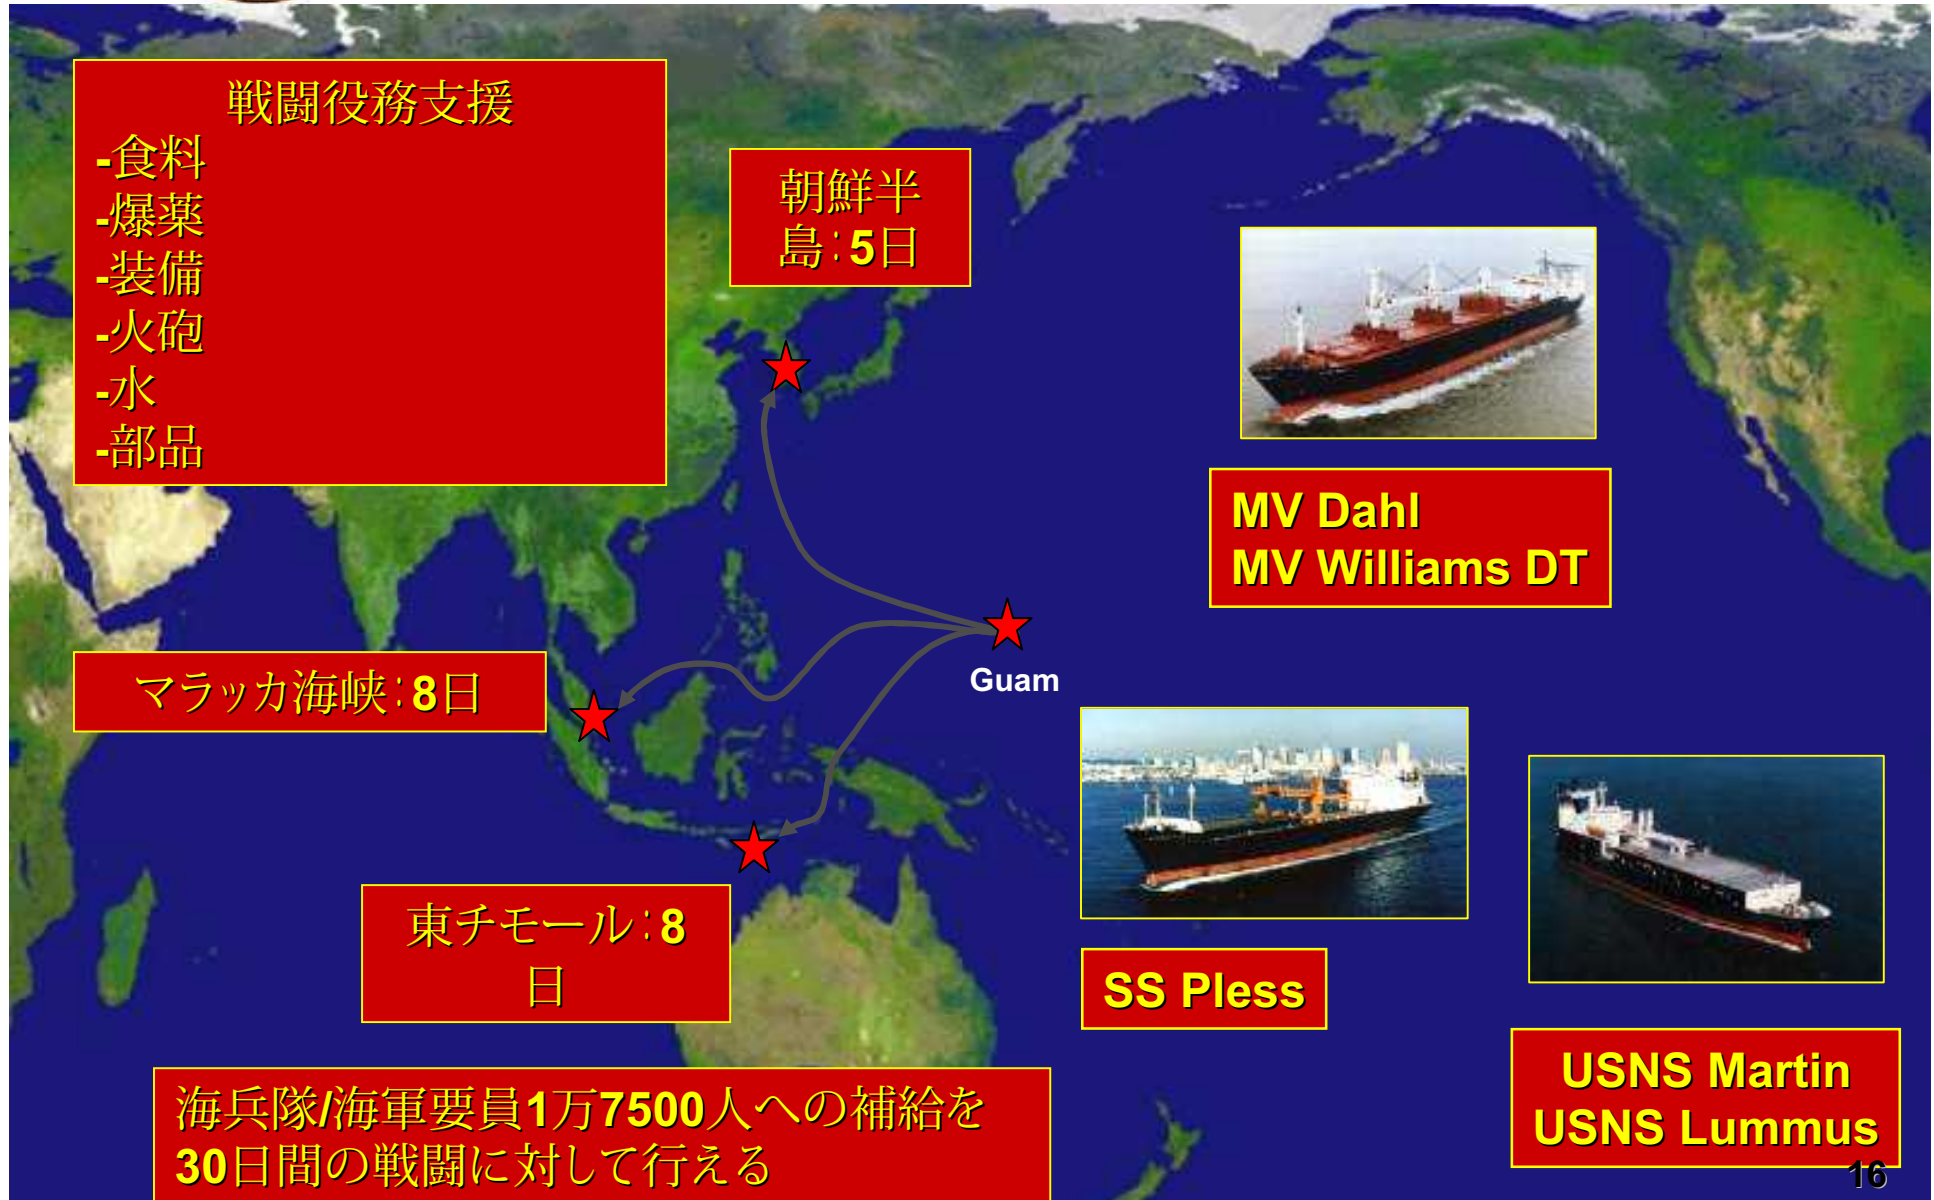 戦闘役務支援
-食料
-爆薬
-装備
-火砲
-水
-部品
朝鮮半
島:5日
MV Dahl
MV Williams DT
Guam
マラッカ海峡:8日
東チモール:8
日
SS Pless
USNS Martin
USNS Lummus
海兵隊/海軍要員1万7500人への補給を
30日間の戦闘に対して行える
16